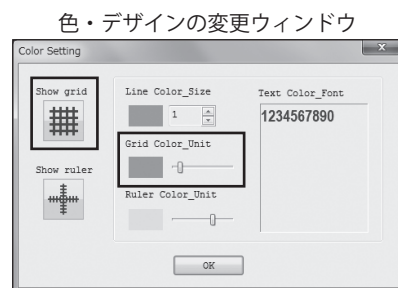 色・デザインの変更ウィンドウ
Color Setting
x
Show grid
Line Color_Size
1
Text Color_Font
1234567890
Grid Color_Unit
Show ruler
Ruler Color_Unit
OK